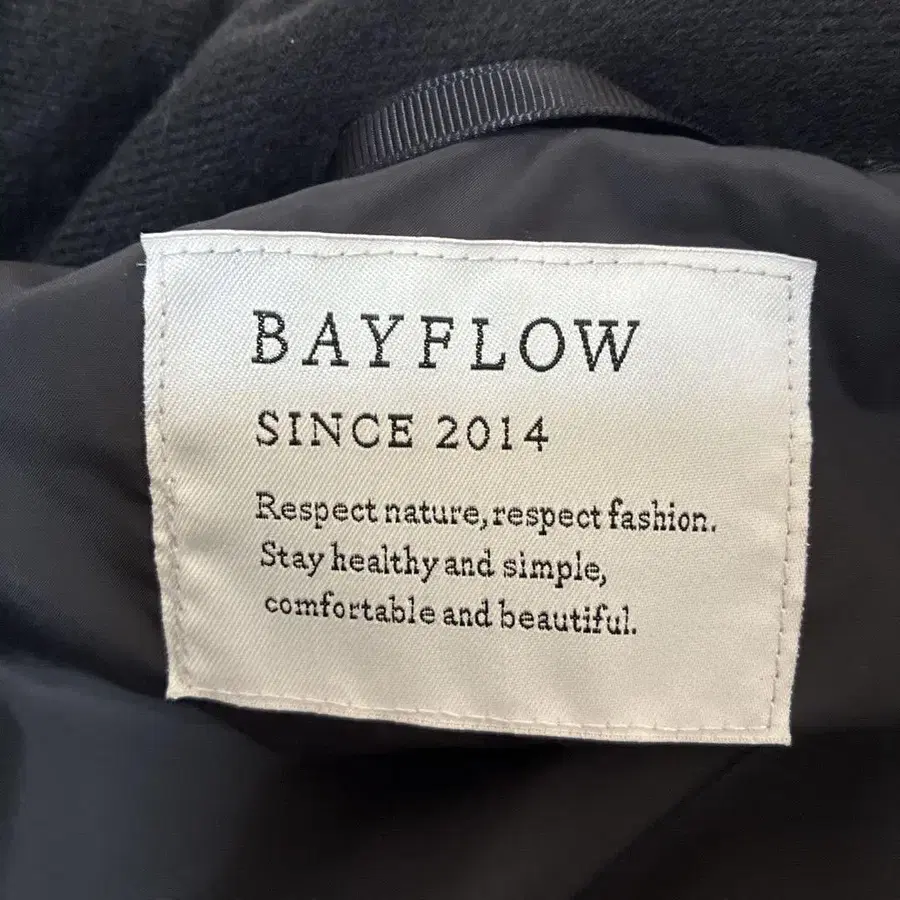 BAYFLOW
SINCE 2014
Respect nature, respect fashion.
Stay healthy and simple,
comfortable and beautiful.